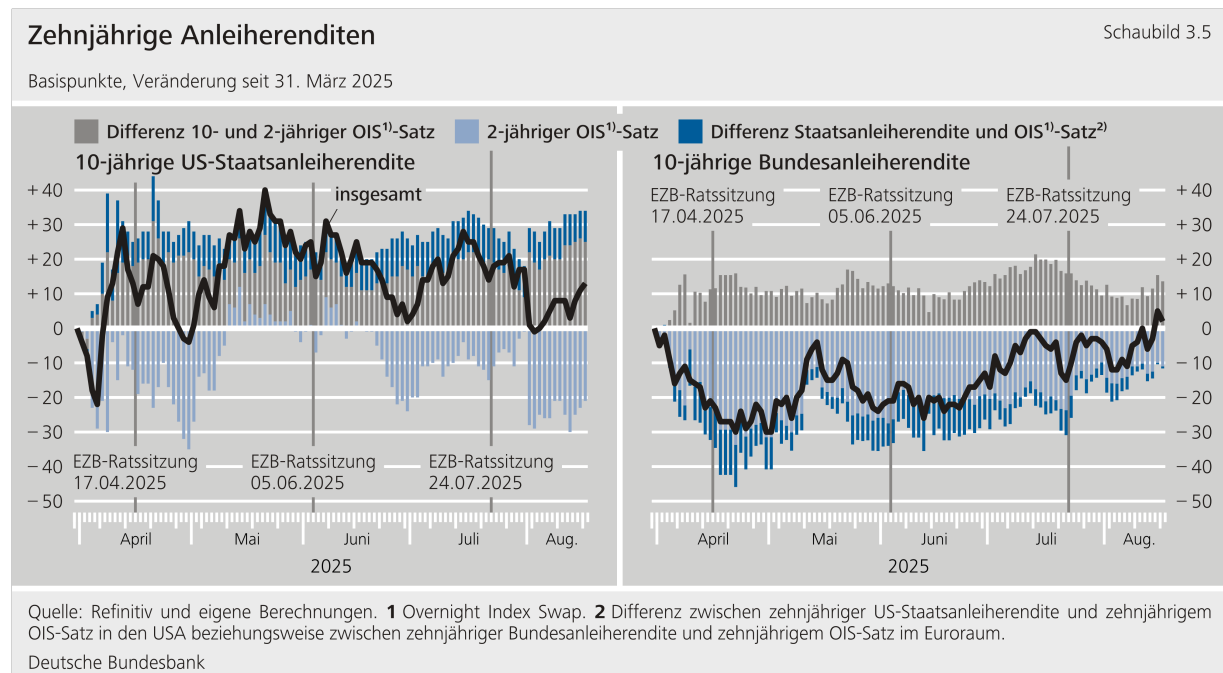 Zehnjährige Anleiherenditen
Schaubild 3.5
Basispunkte, Veränderung seit 31. März 2025
Differenz 10- und 2-jähriger OIS¹⁾-Satz
2-jähriger OIS¹⁾-Satz
Differenz Staatsanleiherendite und OIS¹⁾-Satz²⁾
10-jährige US-Staatsanleiherendite
+ 40
+ 30
+ 20
+ 10
0
– 10
– 20
– 30
– 40
– 50
insgesamt
EZB-Ratssitzung
17.04.2025
EZB-Ratssitzung
05.06.2025
EZB-Ratssitzung
24.07.2025
April
Mai
Juni
Juli
Aug.
2025
10-jährige Bundesanleiherendite
EZB-Ratssitzung
17.04.2025
EZB-Ratssitzung
05.06.2025
EZB-Ratssitzung
24.07.2025
+ 40
+ 30
+ 20
+ 10
0
– 10
– 20
– 30
– 40
– 50
April
Mai
Juni
Juli
Aug.
2025
Quelle: Refinitiv und eigene Berechnungen. 1 Overnight Index Swap. 2 Differenz zwischen zehnjähriger US-Staatsanleiherendite und zehnjährigem
OIS-Satz in den USA beziehungsweise zwischen zehnjähriger Bundesanleiherendite und zehnjährigem OIS-Satz im Euroraum.
Deutsche Bundesbank